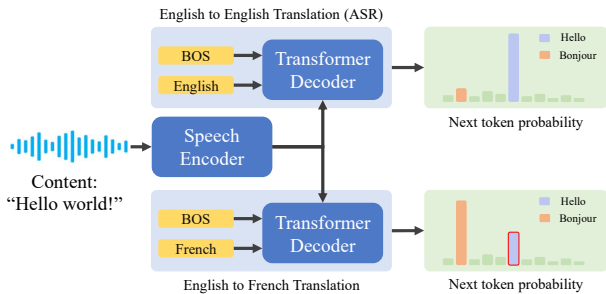 English to English Translation (ASR)
BOS
English
Transformer
Decoder
Hello
Bonjour
Next token probability
Speech
Encoder
Content:
“Hello world!”
BOS
French
Transformer
Decoder
Hello
Bonjour
Next token probability
English to French Translation